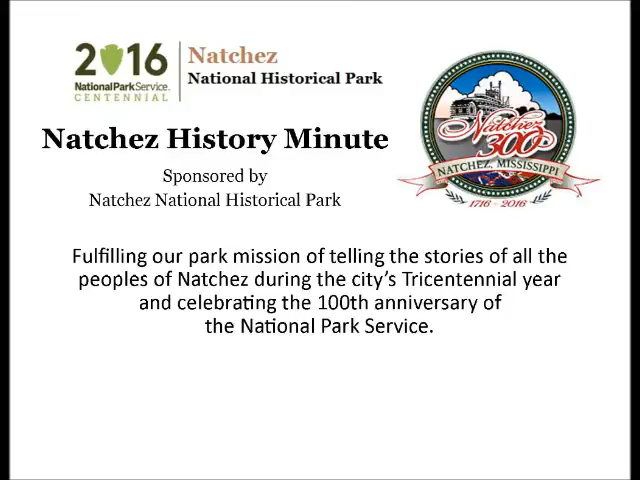 2016
National Park Service
CENTENNIAL
Natchez
National Historical Park
Natchez History Minute
Sponsored by
Natchez National Historical Park
Natchez
300
NATCHEZ, MISSISSIPPI
1716 - 2016
Fulfilling our park mission of telling the stories of all the
peoples of Natchez during the city's Tricentennial year
and celebrating the 100th anniversary of
the National Park Service.